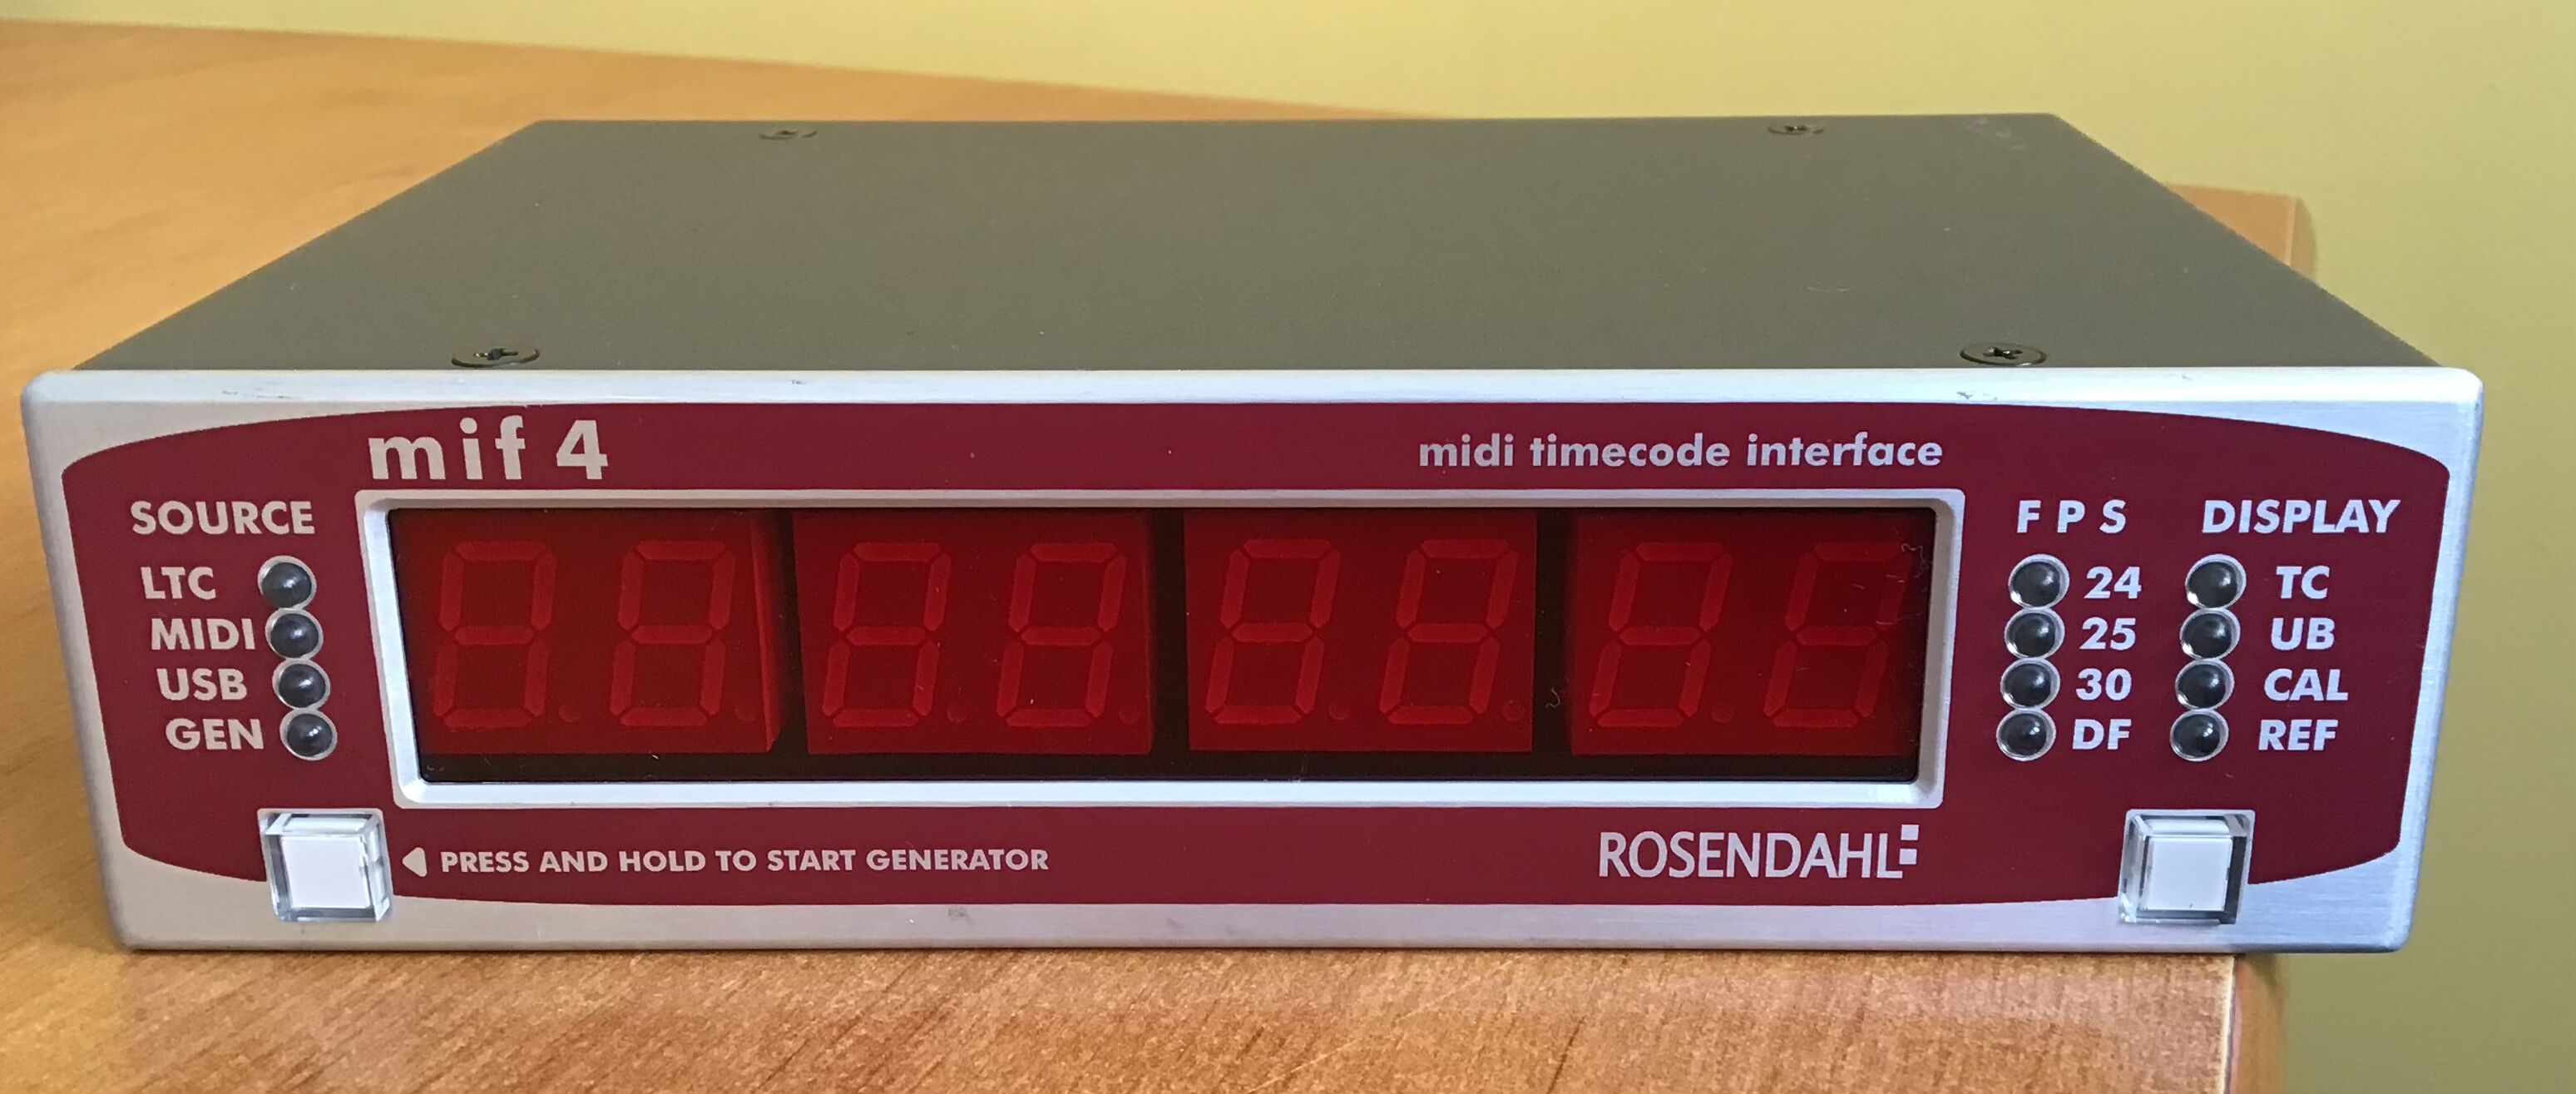 mif 4
midi timecode interface
SOURCE
LTC
MIDI
USB
GEN
F P S
24
25
30
DF
DISPLAY
TC
UB
CAL
REF
PRESS AND HOLD TO START GENERATOR
ROSENDAHL